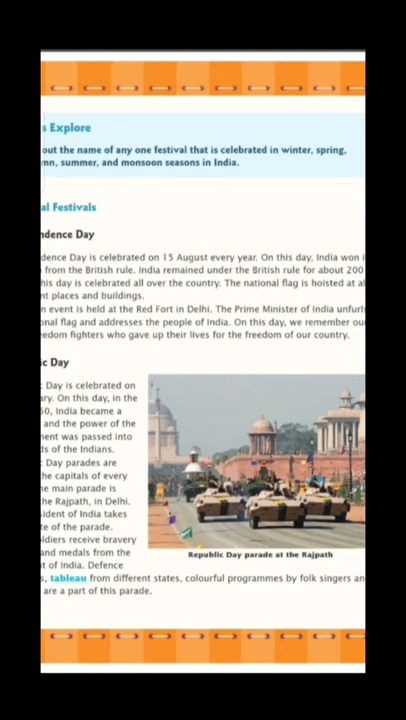 s Explore
out the name of any one festival that is celebrated in winter, spring,
mn, summer, and monsoon seasons in India.
al Festivals
ndence Day
dence Day is celebrated on 15 August every year. On this day, India won i
from the British rule. India remained under the British rule for about 200
his day is celebrated all over the country. The national flag is hoisted at al
nt places and buildings.
n event is held at the Red Fort in Delhi. The Prime Minister of India unfurl
onal flag and addresses the people of India. On this day, we remember ou
edom fighters who gave up their lives for the freedom of our country.
ic Day
Day is celebrated on
ary. On this day, in the
50, India became a
and the power of the
ment was passed into
ds of the Indians.
Day parades are
he capitals of every
e main parade is
he Rajpath, in Delhi.
ident of India takes
te of the parade.
ldiers receive bravery
and medals from the
t of India. Defence
s, tableau from different states, colourful programmes by folk singers an
are a part of this parade.
Republic Day parade at the Rajpath